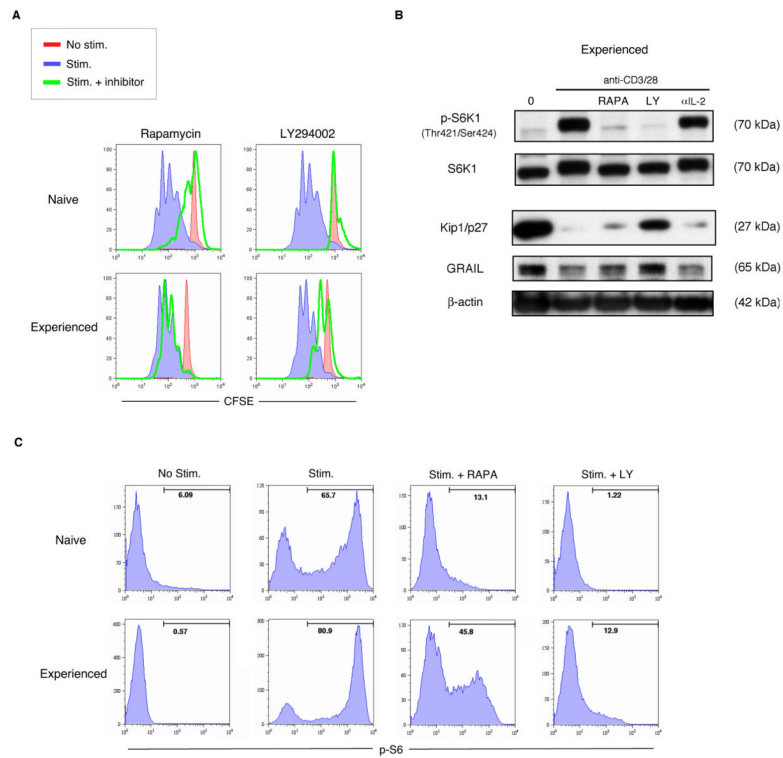 A
No stim.
Stim.
Stim. + inhibitor
Rapamycin
LY294002
Naive
Experienced
CFSE
B
Experienced
anti-CD3/28
0 RAPA LY αIL-2
p-S6K1 (70 kDa)
(Thr421/Ser424)
S6K1 (70 kDa)
Kip1/p27 (27 kDa)
GRAIL (65 kDa)
β-actin (42 kDa)
C
No Stim. Stim. Stim. + RAPA Stim. + LY
Naive
6.09 65.7 13.1 1.22
Experienced
0.57 80.9 45.8 12.9
p-S6